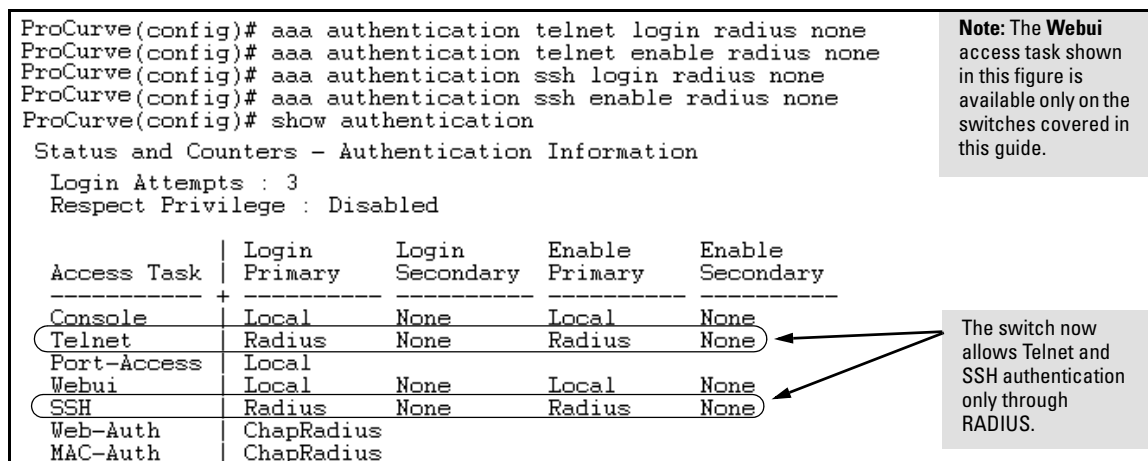 ProCurve(config)# aaa authentication telnet login radius none
ProCurve(config)# aaa authentication telnet enable radius none
ProCurve(config)# aaa authentication ssh login radius none
ProCurve(config)# aaa authentication ssh enable radius none
ProCurve(config)# show authentication
Status and Counters - Authentication Information
Login Attempts : 3
Respect Privilege : Disabled
| Login Login Enable Enable
Access Task | Primary Secondary Primary Secondary
----------- + ---------- ---------- ---------- ----------
Console | Local None Local None
Telnet | Radius None Radius None
Port-Access | Local
Webui | Local None Local None
SSH | Radius None Radius None
Web-Auth | ChapRadius
MAC-Auth | ChapRadius
Note: The Webui
access task shown
in this figure is
available only on the
switches covered in
this guide.
The switch now
allows Telnet and
SSH authentication
only through
RADIUS.